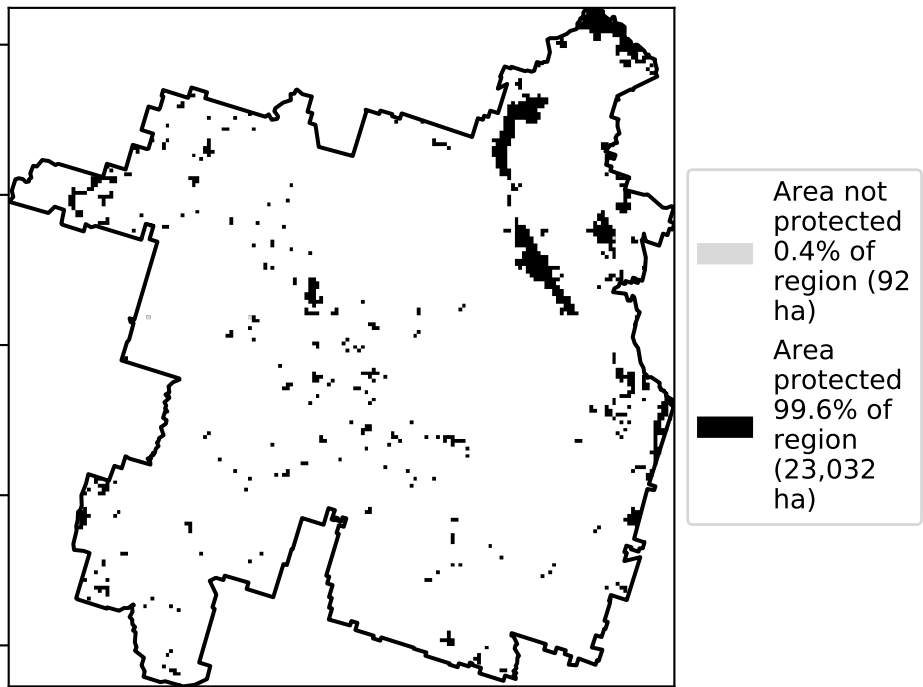 Area not
protected
0.4% of
region (92
ha)
Area
protected
99.6% of
region
(23,032
ha)